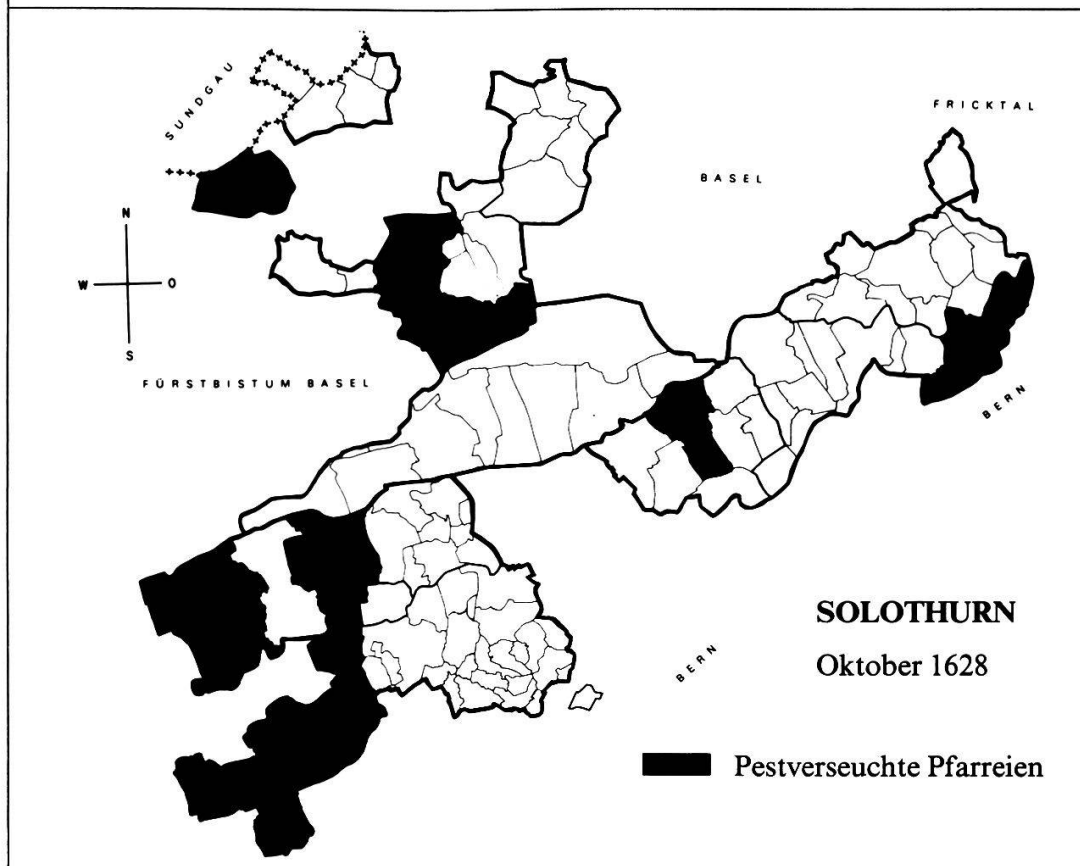 SUNDGAU
FRICKTAL
BASEL
N
W O
S
FÜRSTBISTUM BASEL
BERN
SOLOTHURN
Oktober 1628
BERN
Pestverseuchte Pfarreien